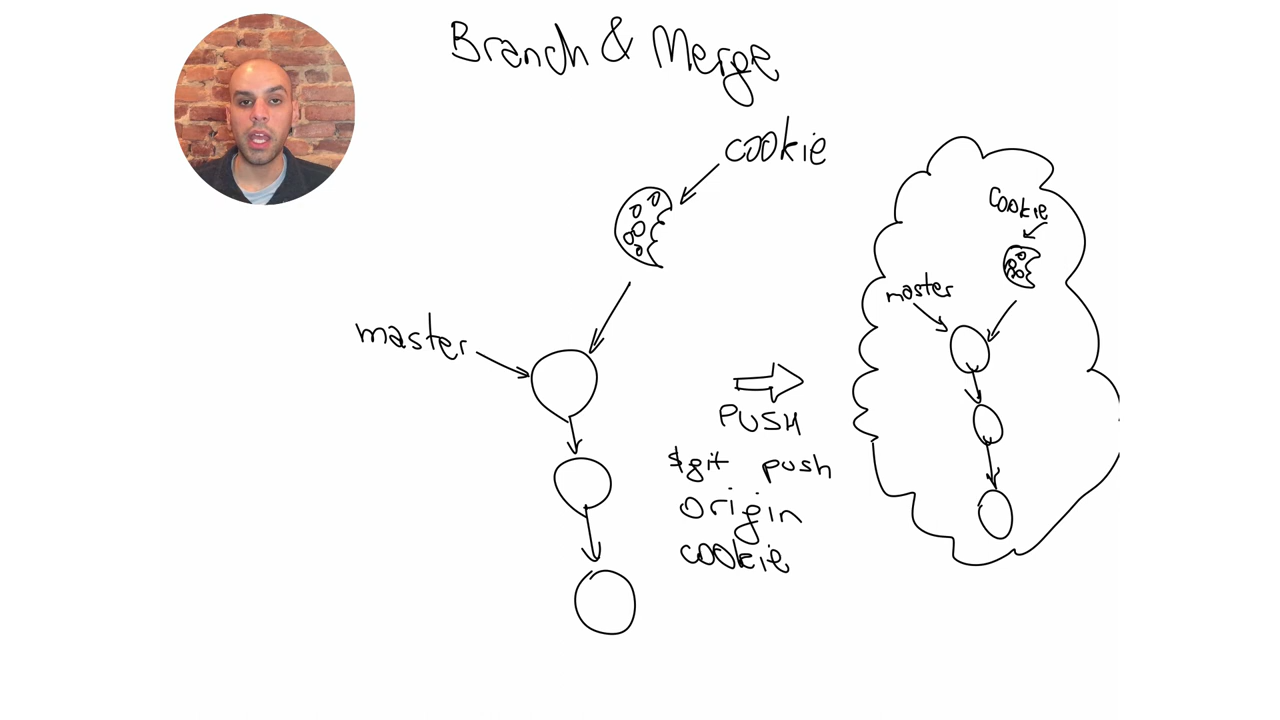 Branch & Merge
cookie
master
PUSH
$git push
origin
cookie
Cookie
master